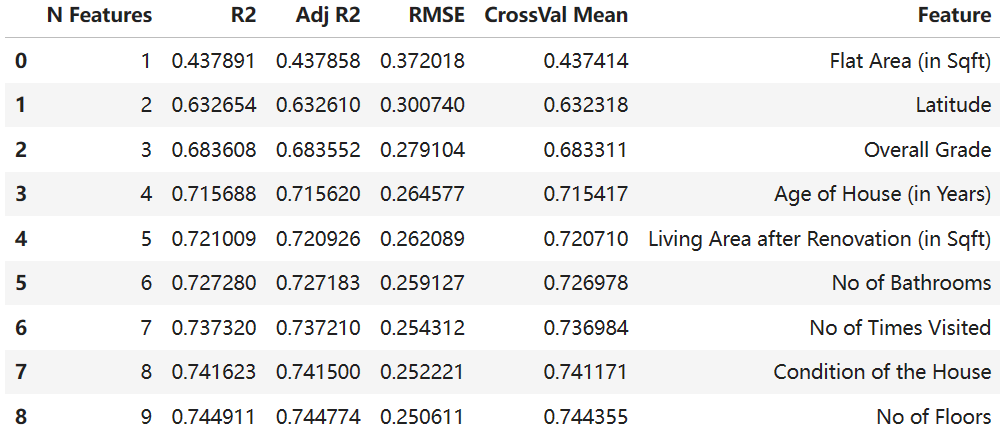 N Features R2 Adj R2 RMSE CrossVal Mean Feature
0 1 0.437891 0.437858 0.372018 0.437414 Flat Area (in Sqft)
1 2 0.632654 0.632610 0.300740 0.632318 Latitude
2 3 0.683608 0.683552 0.279104 0.683311 Overall Grade
3 4 0.715688 0.715620 0.264577 0.715417 Age of House (in Years)
4 5 0.721009 0.720926 0.262089 0.720710 Living Area after Renovation (in Sqft)
5 6 0.727280 0.727183 0.259127 0.726978 No of Bathrooms
6 7 0.737320 0.737210 0.254312 0.736984 No of Times Visited
7 8 0.741623 0.741500 0.252221 0.741171 Condition of the House
8 9 0.744911 0.744774 0.250611 0.744355 No of Floors